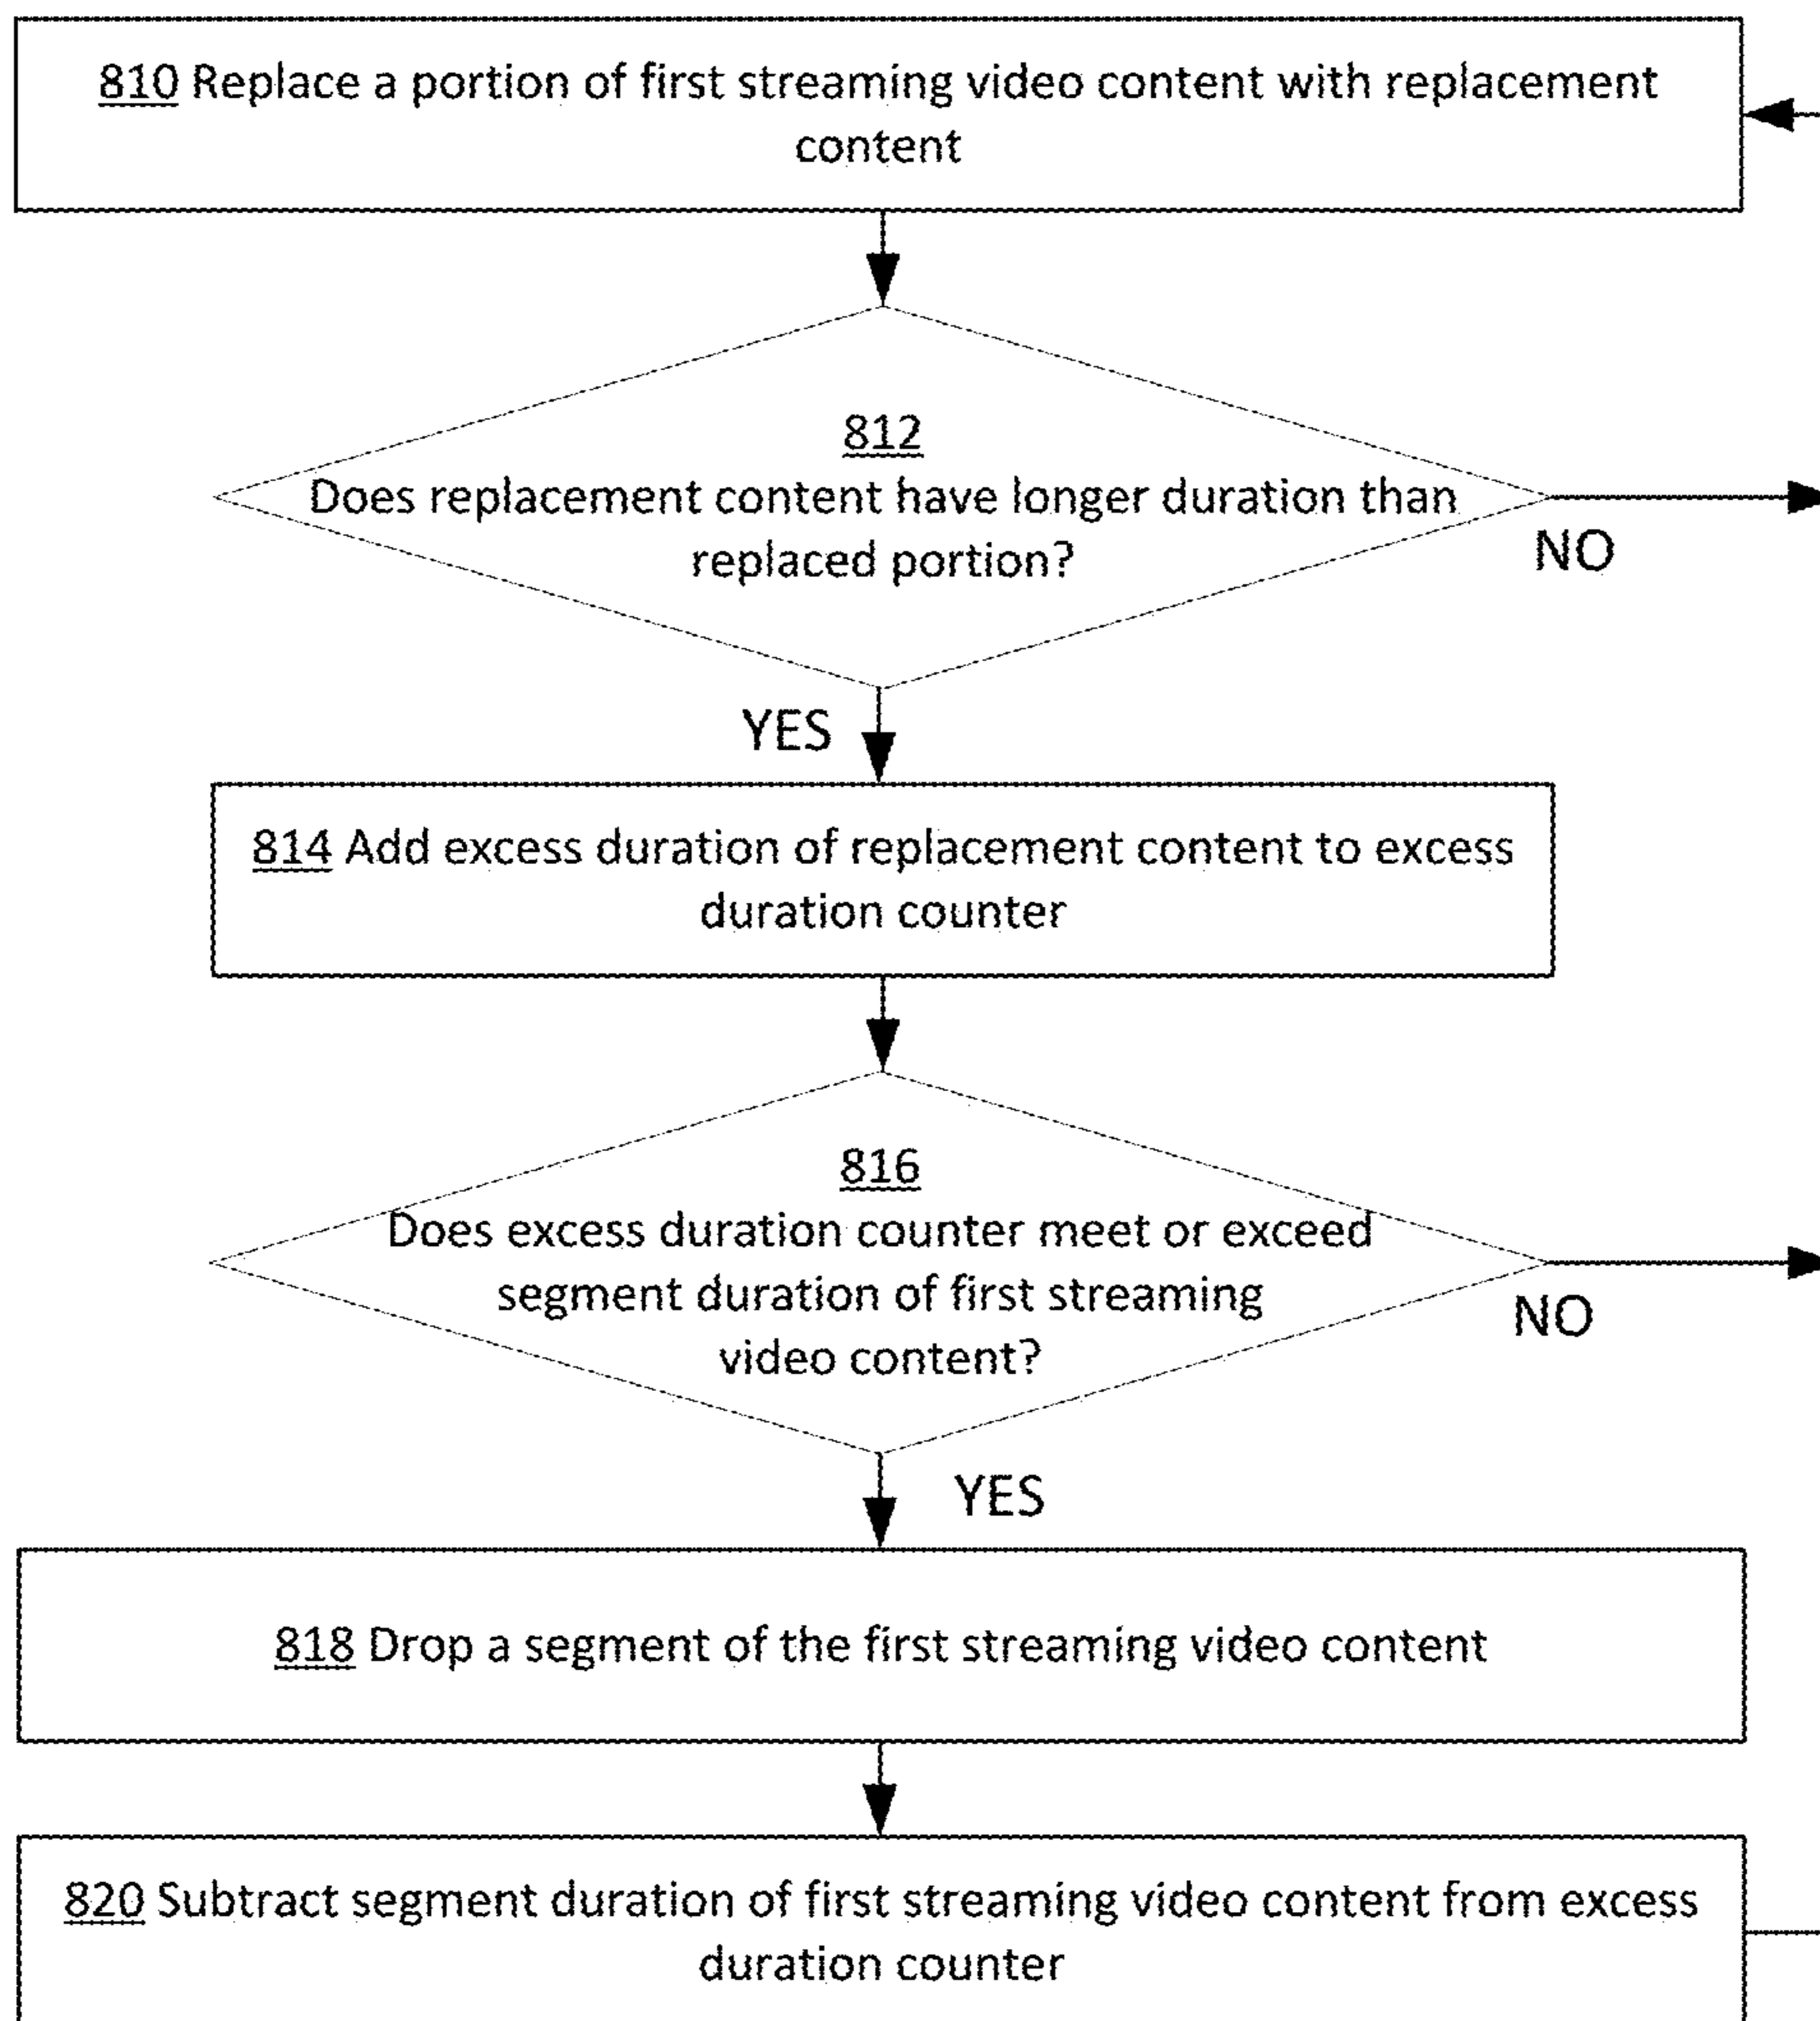 810 Replace a portion of first streaming video content with replacement
content
812
Does replacement content have longer duration than
replaced portion?
NO
YES
814 Add excess duration of replacement content to excess
duration counter
816
Does excess duration counter meet or exceed
segment duration of first streaming
video content?
NO
YES
818 Drop a segment of the first streaming video content
820 Subtract segment duration of first streaming video content from excess
duration counter